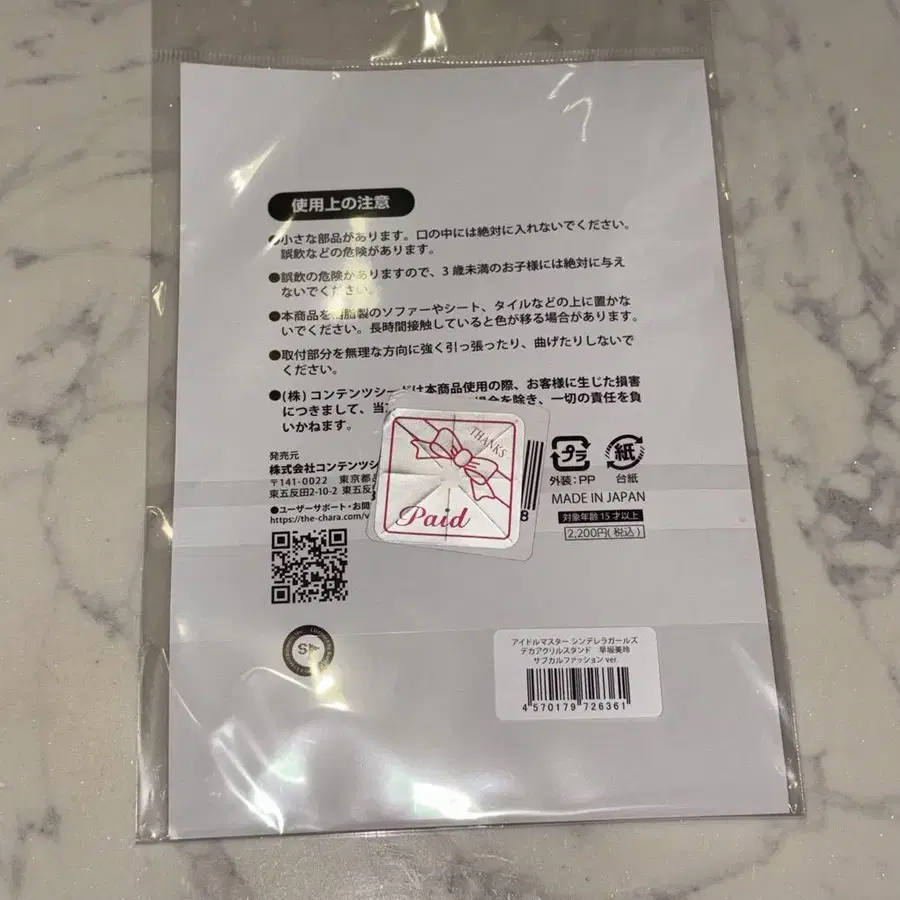 使用上の注意
●小さな部品があります。口の中には絶対に入れないでください。
誤飲などの危険があります。
●誤飲の危険がありますので、3歳未満のお子様には絶対に与え
ないでください。
●本商品を樹脂製のソファーやシート、タイルなどの上に置かな
いでください。長時間接触していると色が移る場合があります。
●取付部分を無理な方向に強く引っ張ったり、曲げたりしないで
ください。
●(株)コンテンツシードは本商品使用の際、お客様に生じた損害
につきまして、当 場合を除き、一切の責任を負
いかねます。
発売元
株式会社コンテンツシ
〒141-0022 東京都
東五反田2-10-2 東五
●ユーザーサポート・お問
https://the-chara.com/
THANKS
Paid
8
プラ
外装:PP
紙
台紙
MADE IN JAPAN
対象年齢15才以上
2,200円(税込)
アイドルマスター シンデレラガールズ
デカアクリルスタンド 早坂美玲
サブカルファッション ver.
4 570179 726361